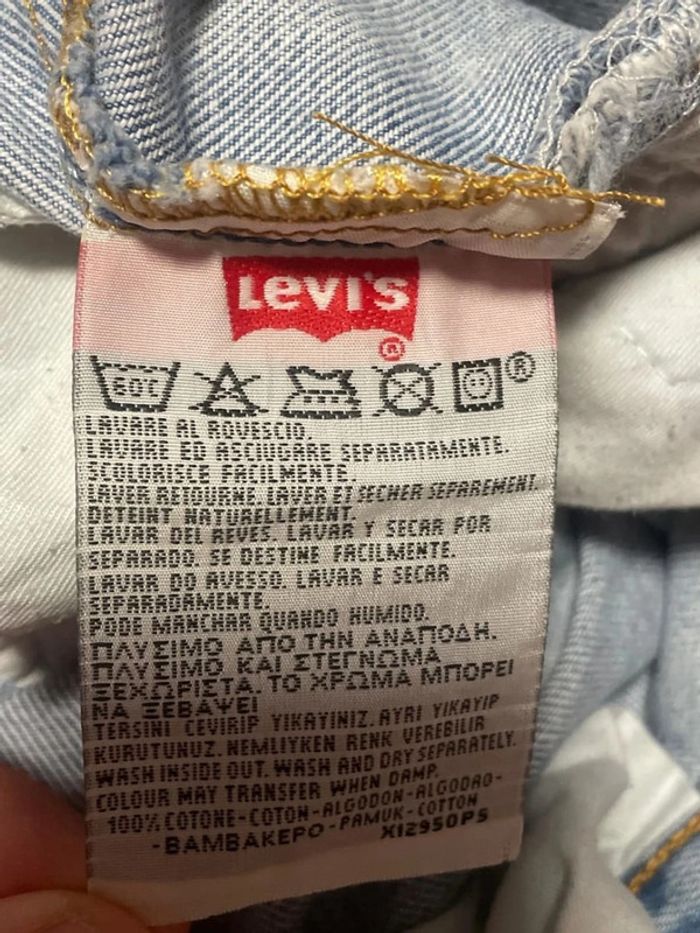 Levi's®
60°C ®
LAVARE AL ROVESCIO.
LAVARE ED ASCIUGARE SEPARATAMENTE.
SCOLORISCE FACILMENTE.
LAVER RETOURNE. LAVER ET SECHER SEPAREMENT.
DETEINT NATURELLEMENT.
LAVAR DEL REVES. LAVAR Y SECAR POR
SEPARADO. SE DESTINE FACILMENTE.
LAVAR DO AVESSO. LAVAR E SECAR
SEPARADAMENTE.
PODE MANCHAR QUANDO HUMIDO.
ΠΛΥΣΙΜΟ ΑΠΟ ΤΗΝ ΑΝΑΠΟΔΗ.
ΠΛΥΣΙΜΟ ΚΑΙ ΣΤΕΓΝΩΜΑ
ΞΕΧΩΡΙΣΤΑ. ΤΟ ΧΡΩΜΑ ΜΠΟΡΕΙ
ΝΑ ΞΕΒΑΨΕΙ
TERSINI CEVIRIP YIKAYINIZ. AYRI YIKAYIP
KURUTUNUZ. NEMLIYKEN RENK VEREBILIR
WASH INSIDE OUT. WASH AND DRY SEPARATELY.
COLOUR MAY TRANSFER WHEN DAMP.
100% COTONE-COTON-ALGODON-ALGODAO-
-ΒΑΜΒΑΚΕΡΟ-PAMUK-COTTON
X12950PS